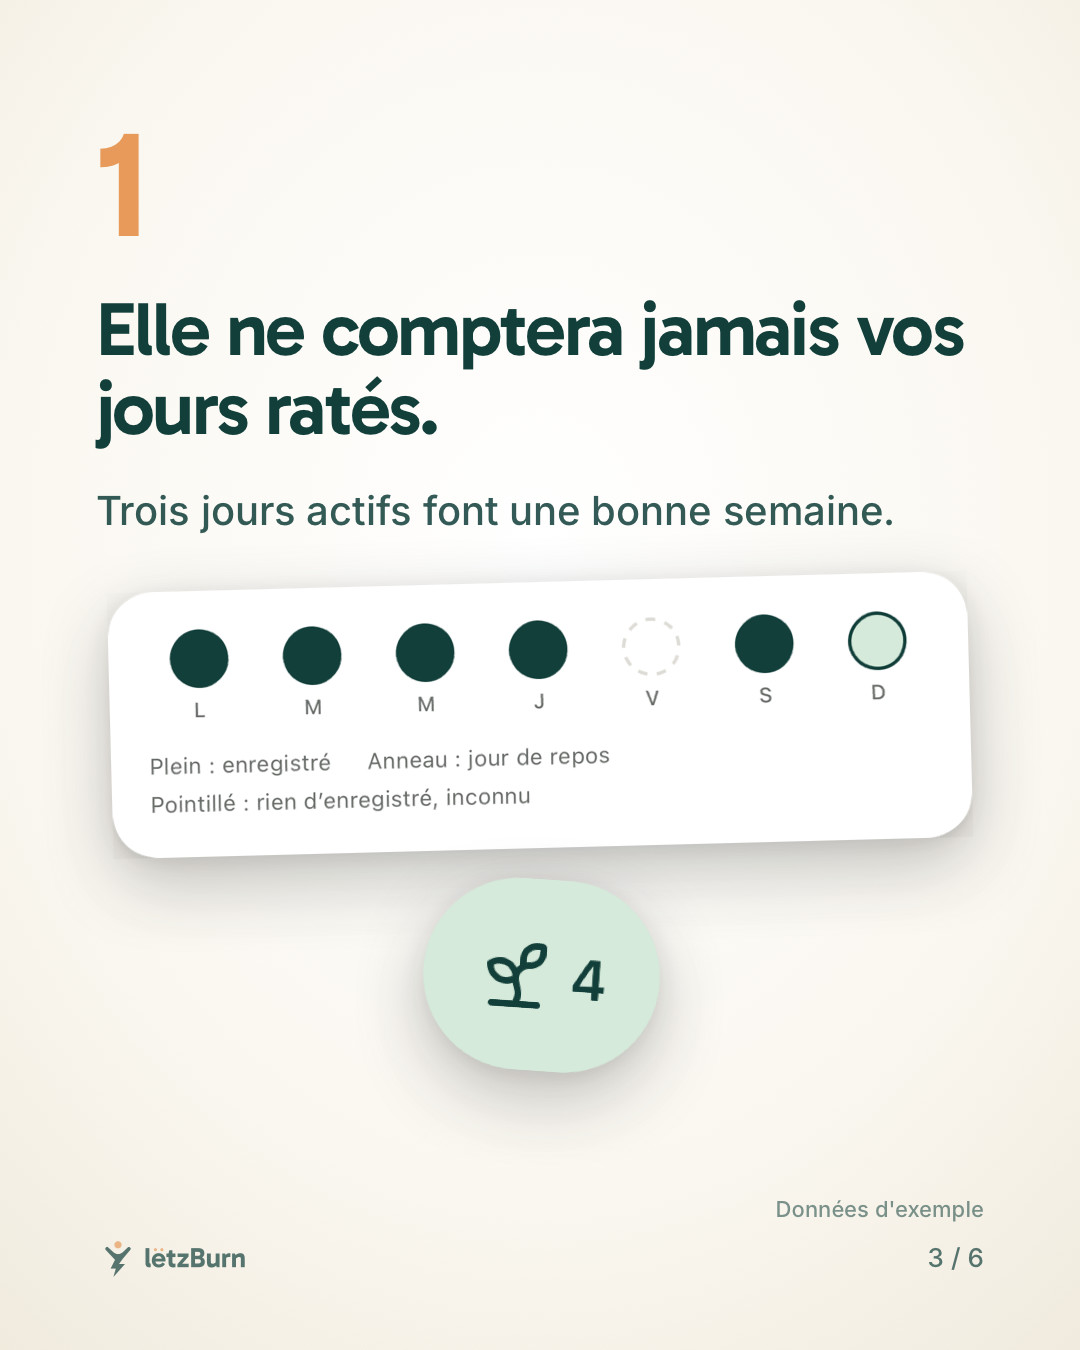 1
Elle ne comptera jamais vos
jours ratés.
Trois jours actifs font une bonne semaine.
L M M J V S D
Plein : enregistré Anneau : jour de repos
Pointillé : rien d’enregistré, inconnu
4
Données d'exemple
lëtzBurn
3 / 6